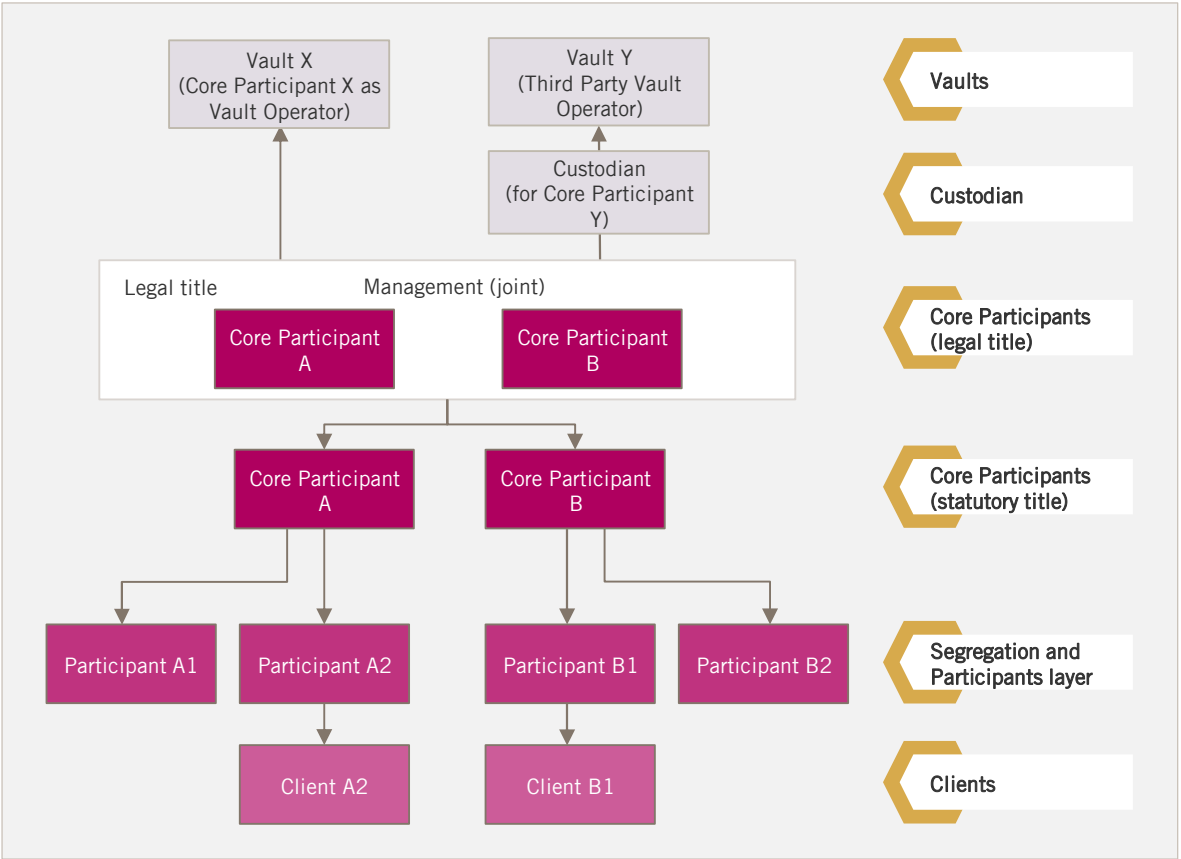 Vault X
(Core Participant X as
Vault Operator)
Vault Y
(Third Party Vault
Operator)
Vaults
Custodian
(for Core Participant
Y)
Custodian
Legal title
Management (joint)
Core Participant
A
Core Participant
B
Core Participants
(legal title)
Core Participant
A
Core Participant
B
Core Participants
(statutory title)
Participant A1
Participant A2
Participant B1
Participant B2
Segregation and
Participants layer
Client A2
Client B1
Clients